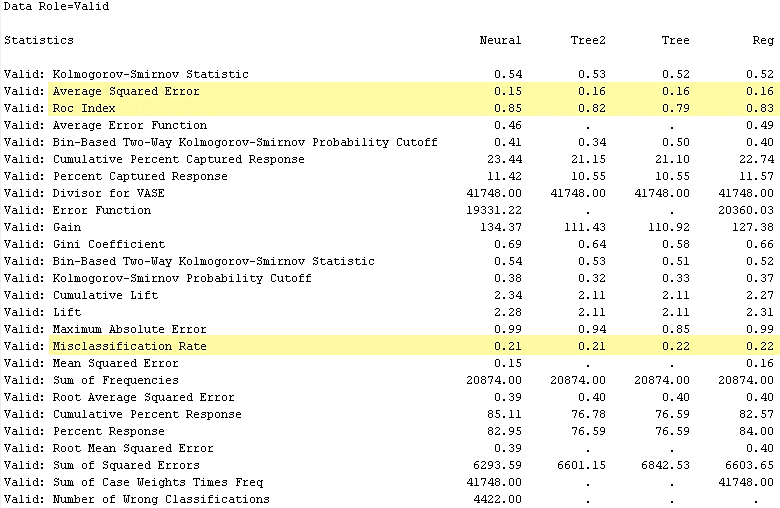 Data Role=Valid
Statistics Neural Tree2 Tree Reg
Valid: Kolmogorov-Smirnov Statistic 0.54 0.53 0.52 0.52
Valid: Average Squared Error 0.15 0.16 0.16 0.16
Valid: Roc Index 0.85 0.82 0.79 0.83
Valid: Average Error Function 0.46 . . 0.49
Valid: Bin-Based Two-Way Kolmogorov-Smirnov Probability Cutoff 0.41 0.34 0.50 0.40
Valid: Cumulative Percent Captured Response 23.44 21.15 21.10 22.74
Valid: Percent Captured Response 11.42 10.55 10.55 11.57
Valid: Divisor for VASE 41748.00 41748.00 41748.00 41748.00
Valid: Error Function 19331.22 . . 20360.03
Valid: Gain 134.37 111.43 110.92 127.38
Valid: Gini Coefficient 0.69 0.64 0.58 0.66
Valid: Bin-Based Two-Way Kolmogorov-Smirnov Statistic 0.54 0.53 0.51 0.52
Valid: Kolmogorov-Smirnov Probability Cutoff 0.38 0.32 0.33 0.37
Valid: Cumulative Lift 2.34 2.11 2.11 2.27
Valid: Lift 2.28 2.11 2.11 2.31
Valid: Maximum Absolute Error 0.99 0.94 0.85 0.99
Valid: Misclassification Rate 0.21 0.21 0.22 0.22
Valid: Mean Squared Error 0.15 . . 0.16
Valid: Sum of Frequencies 20874.00 20874.00 20874.00 20874.00
Valid: Root Average Squared Error 0.39 0.40 0.40 0.40
Valid: Cumulative Percent Response 85.11 76.78 76.59 82.57
Valid: Percent Response 82.95 76.59 76.59 84.00
Valid: Root Mean Squared Error 0.39 . . 0.40
Valid: Sum of Squared Errors 6293.59 6601.15 6842.53 6603.65
Valid: Sum of Case Weights Times Freq 41748.00 . . 41748.00
Valid: Number of Wrong Classifications 4422.00 . . .